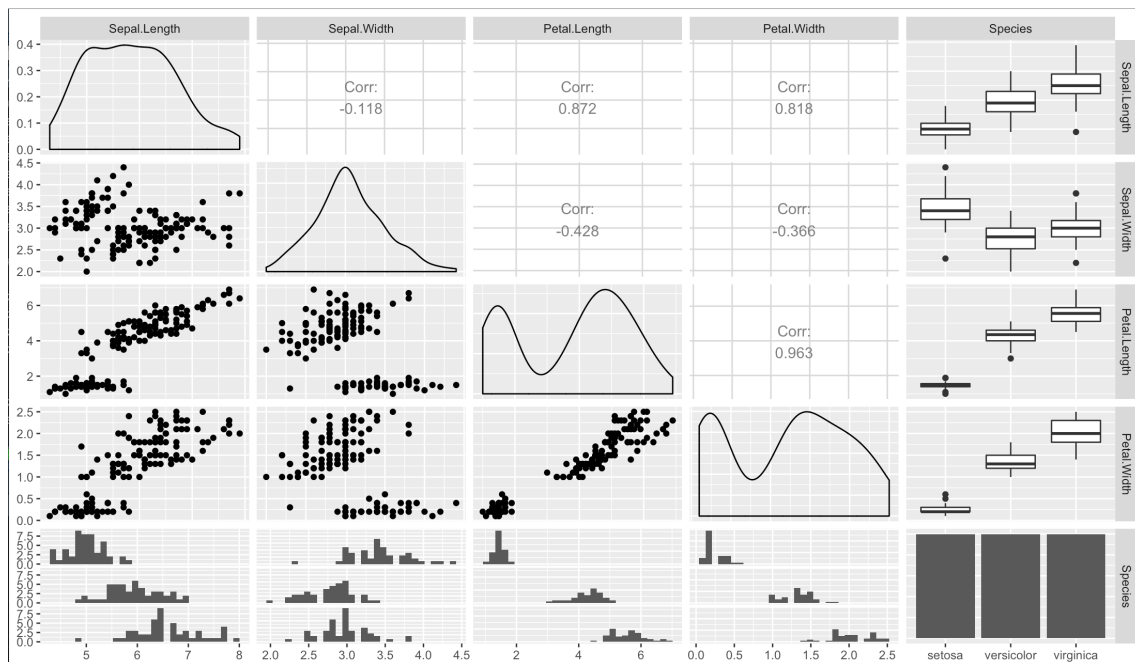 Sepal.Length Sepal.Width Petal.Length Petal.Width Species
0.4
0.3
0.2
0.1
0.0
Corr:
-0.118
Corr:
0.872
Corr:
0.818
Sepal.Length
4.5
4.0
3.5
3.0
2.5
2.0
Corr:
-0.428
Corr:
-0.366
Sepal.Width
6
4
2
Corr:
0.963
Petal.Length
2.5
2.0
1.5
1.0
0.5
0.0
Petal.Width
7.5
5.0
2.5
0.0
7.5
5.0
2.5
0.0
7.5
5.0
2.5
0.0
Species
5 6 7 8 2.0 2.5 3.0 3.5 4.0 4.5 2 4 6 0.0 0.5 1.0 1.5 2.0 2.5 setosa versicolor virginica